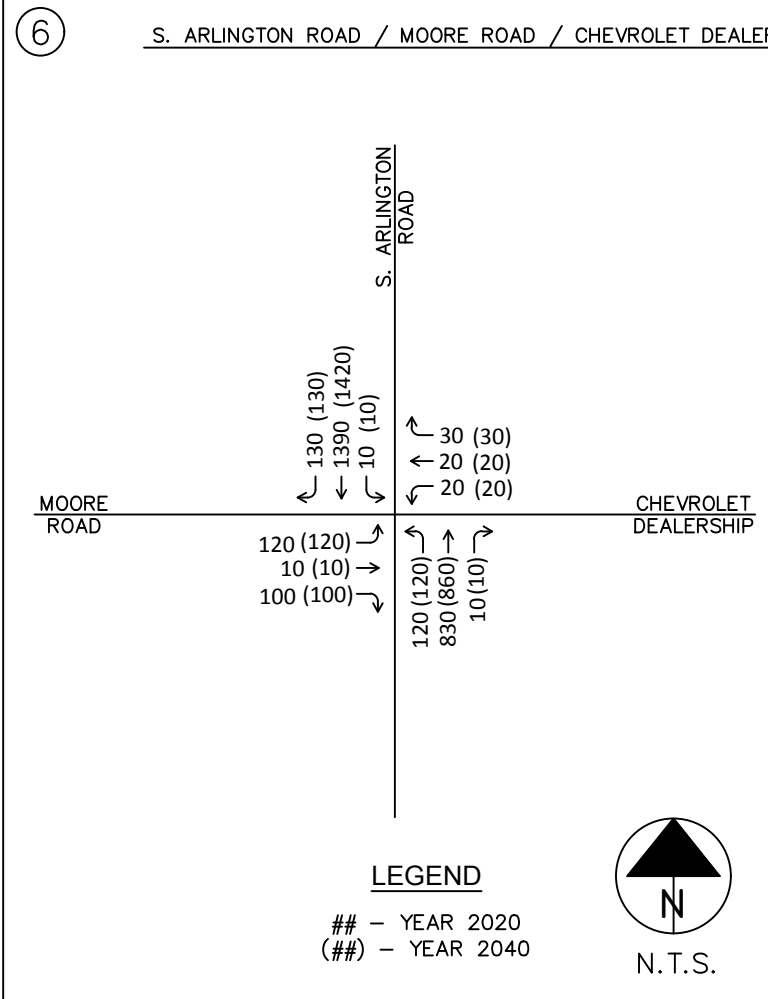 6
S. ARLINGTON ROAD / MOORE ROAD / CHEVROLET
S. ARLINGTON
ROAD
130 (130)
1390 (1420)
10 (10)
30 (30)
20 (20)
20 (20)
MOORE
ROAD
CHEVROLET
DEALERSHIP
120 (120)
10 (10)
100 (100)
120 (120)
830 (860)
10 (10)
LEGEND
## – YEAR 2020
(##) – YEAR 2040
N
N.T.S.